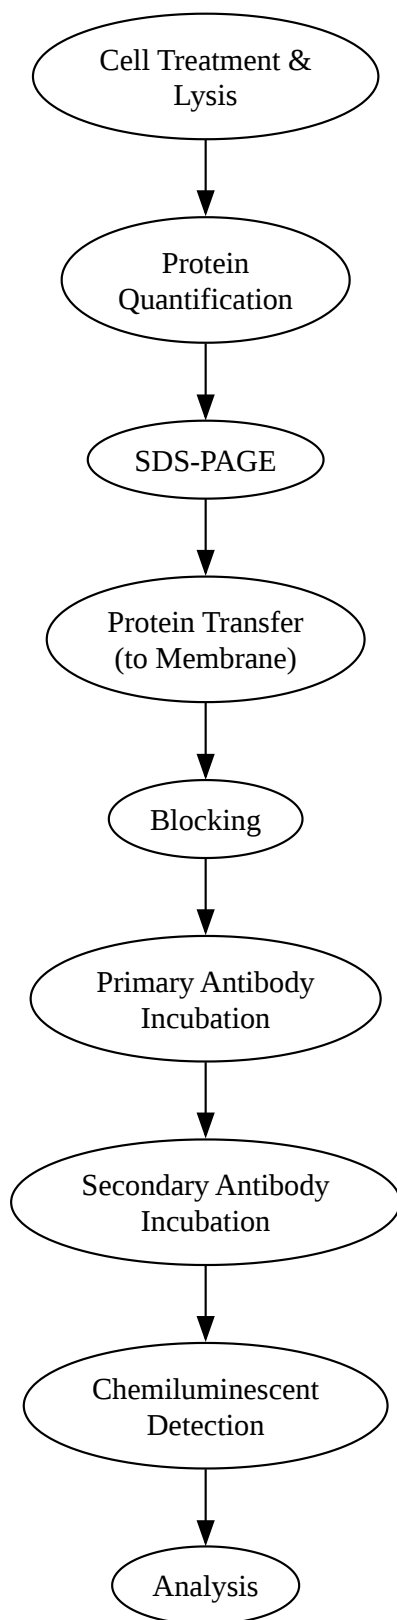 Cell Treatment &
Lysis
Protein
Quantification
SDS-PAGE
Protein Transfer
(to Membrane)
Blocking
Primary Antibody
Incubation
Secondary Antibody
Incubation
Chemiluminescent
Detection
Analysis